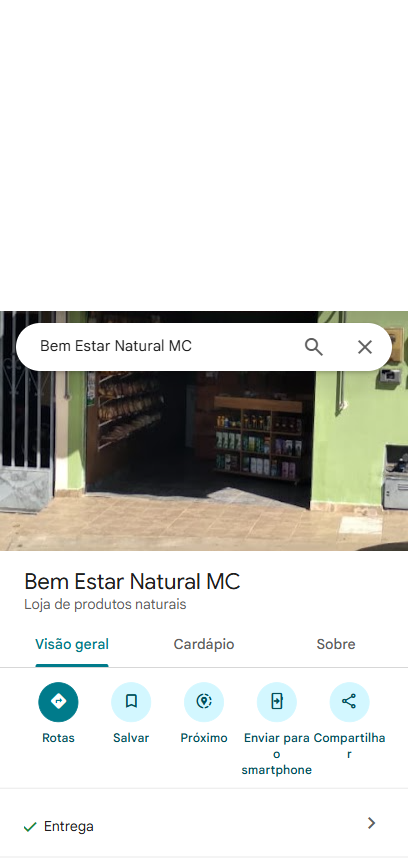 Bem Estar Natural MC
Bem Estar Natural MC
Loja de produtos naturais
Visão geral
Cardápio
Sobre
Rotas
Salvar
Próximo
Enviar para
o
smartphone
Compartilha
r
Entrega